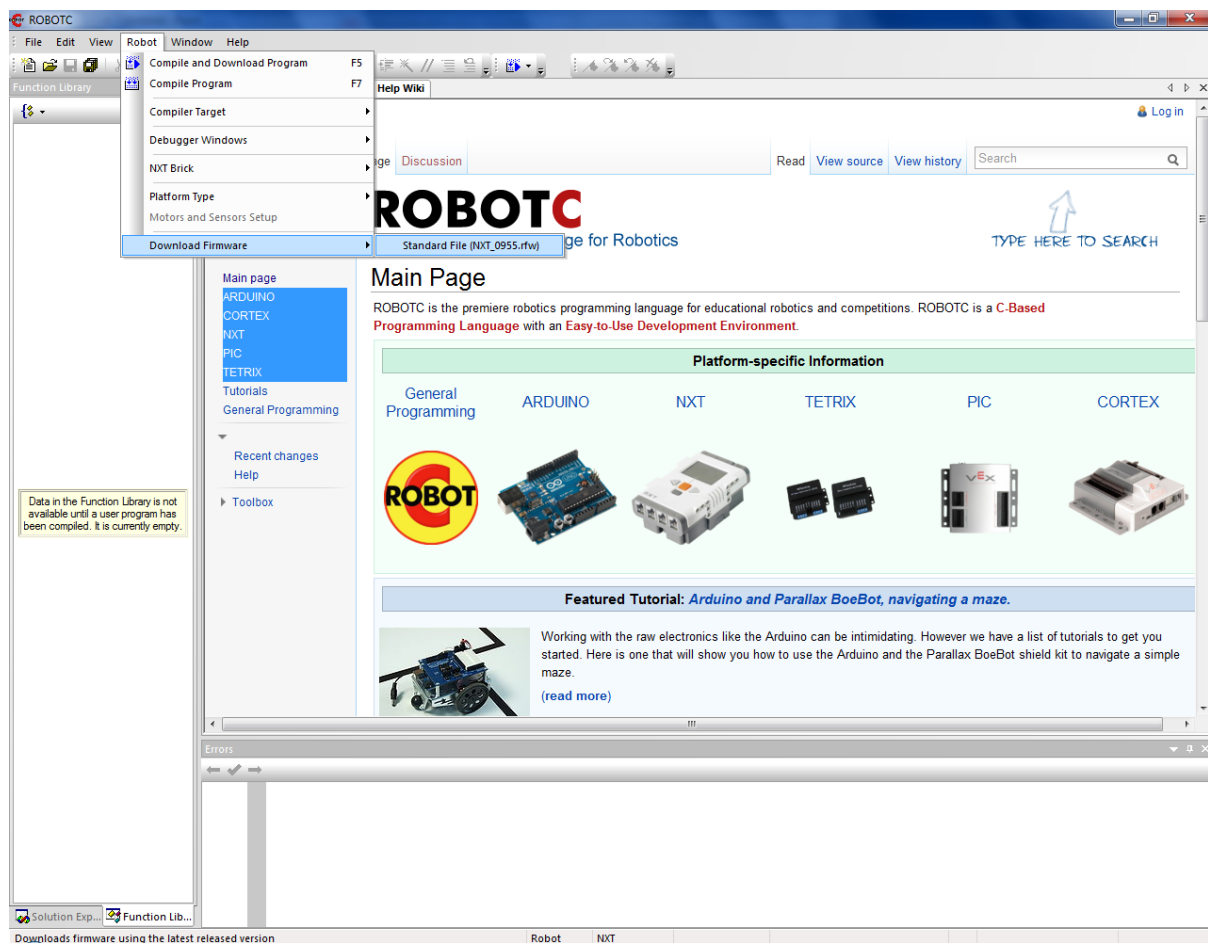 ROBOTC
File Edit View Robot Window Help
Compile and Download Program F5
Compile Program F7
Compiler Target
Debugger Windows
NXT Brick
Platform Type
Motors and Sensors Setup
Download Firmware
Standard File (NXT_0955.rfw)
Function Library
Help Wiki
Log in
Discussion
Read View source View history Search
ROBOTC
ge for Robotics
TYPE HERE TO SEARCH
Main page
ARDUINO
CORTEX
NXT
PIC
TETRIX
Tutorials
General Programming
Recent changes
Help
Toolbox
Main Page
ROBOTC is the premiere robotics programming language for educational robotics and competitions. ROBOTC is a C-Based
Programming Language with an Easy-to-Use Development Environment.
Platform-specific Information
General
Programming
ARDUINO
NXT
TETRIX
PIC
CORTEX
ROBOT
VEX
Featured Tutorial: Arduino and Parallax BoeBot, navigating a maze.
Working with the raw electronics like the Arduino can be intimidating. However we have a list of tutorials to get you
started. Here is one that will show you how to use the Arduino and the Parallax BoeBot shield kit to navigate a simple
maze.
(read more)
Data in the Function Library is not
available until a user program has
been compiled. It is currently empty.
Errors
Solution Exp... Function Lib...
Downloads firmware using the latest released version
Robot NXT